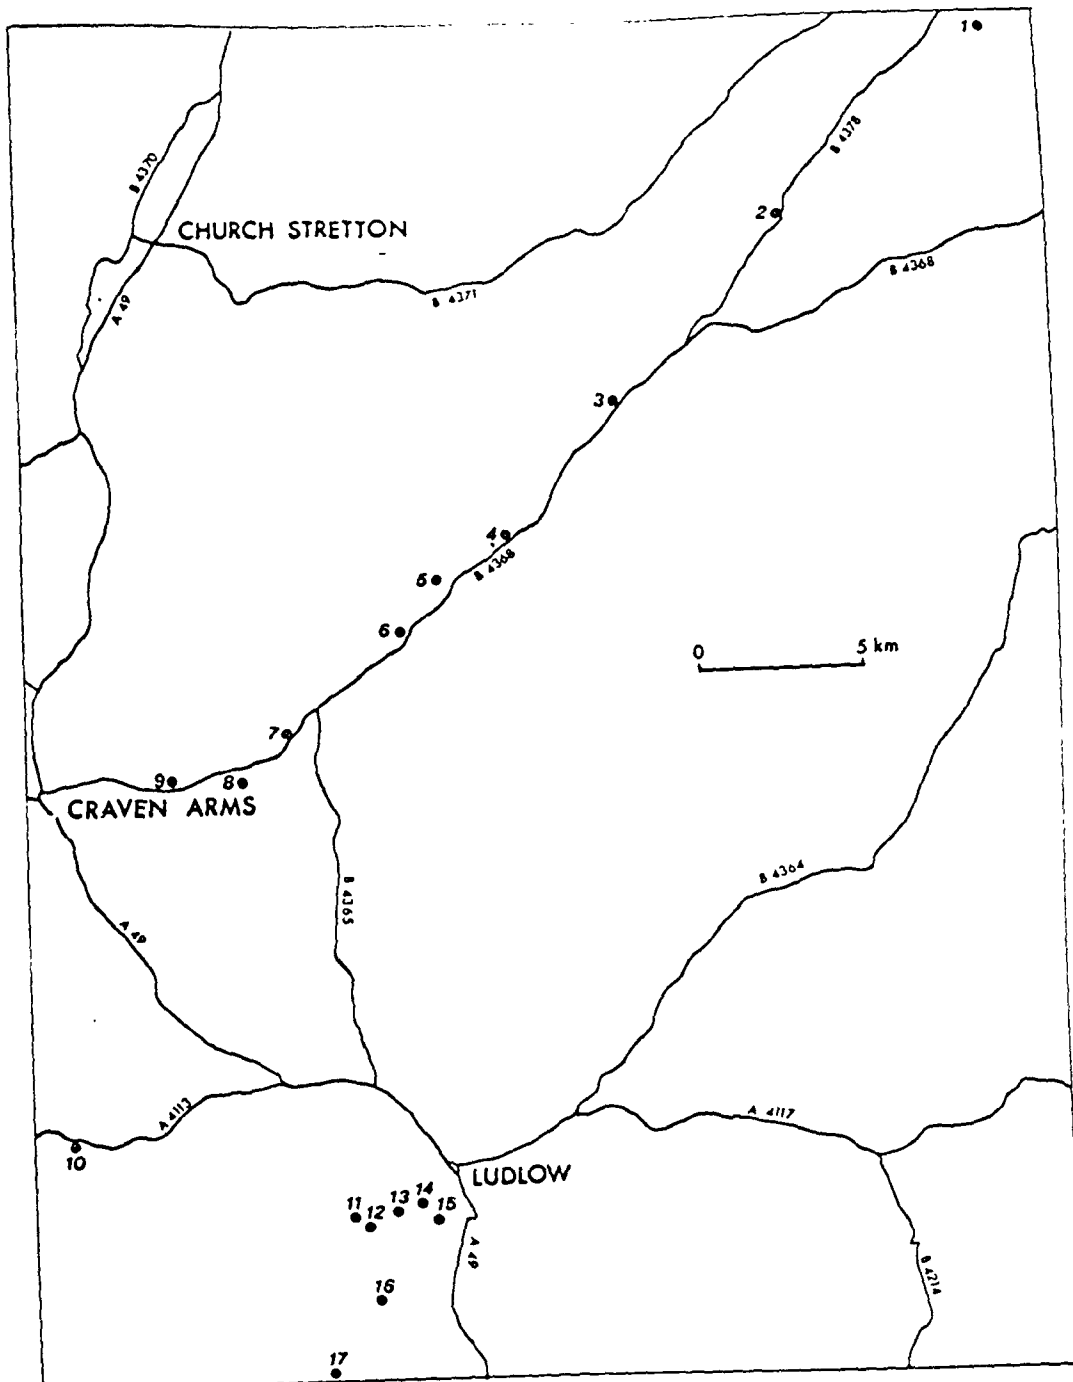 1
B 4378
B 4370
2
CHURCH STRETTON
B 4368
B 4371
A 49
3
4
B 4368
5
6
0 5 km
7
9 8
CRAVEN ARMS
B 4364
B 4365
A 49
A 4113
A 4117
10
LUDLOW
11 12 13 14 15
A 49
B 4214
16
17